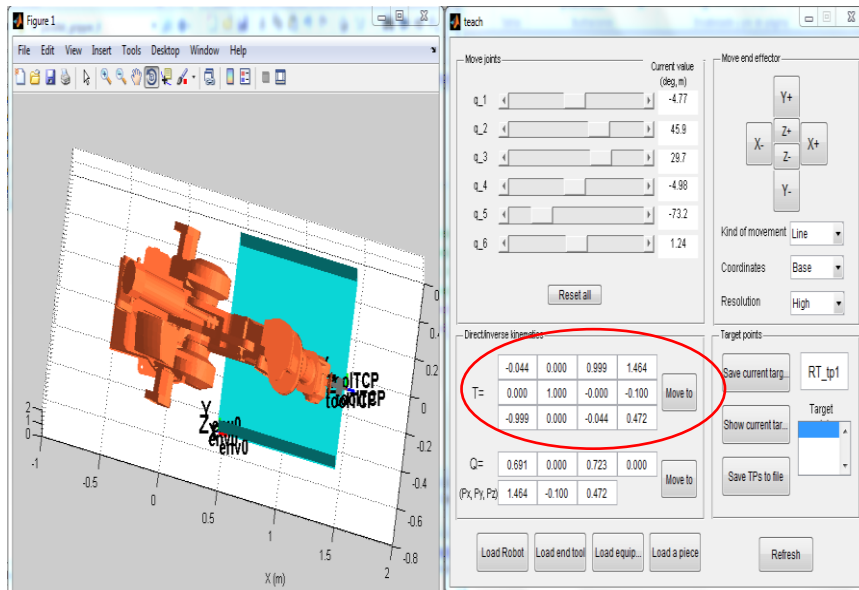 Figure 1
File Edit View Insert Tools Desktop Window Help
0
0.4
0.2
0
-0.2
-0.4
-0.6
-0.8
2
1
0
-1
-0.5
0
0.5
1
1.5
2
X (m)
Y
Z
env0
teach
Move joints
Current value
(deg, m)
q_1 -4.77
q_2 45.9
q_3 29.7
q_4 -4.98
q_5 -73.2
q_6 1.24
Reset all
Move end effector
Y+
X- Z+ X+
Z-
Y-
Kind of movement Line
Coordinates Base
Resolution High
Direct/Inverse kinematics
-0.044 0.000 0.999 1.464
T= 0.000 1.000 -0.000 -0.100 Move to
-0.999 0.000 -0.044 0.472
Q= 0.691 0.000 0.723 0.000
Move to
(Px, Py, Pz) 1.464 -0.100 0.472
Target points
Save current targ... RT_tp1
Target
Show current tar...
Save TPs to file
Load Robot Load end tool Load equip... Load a piece
Refresh